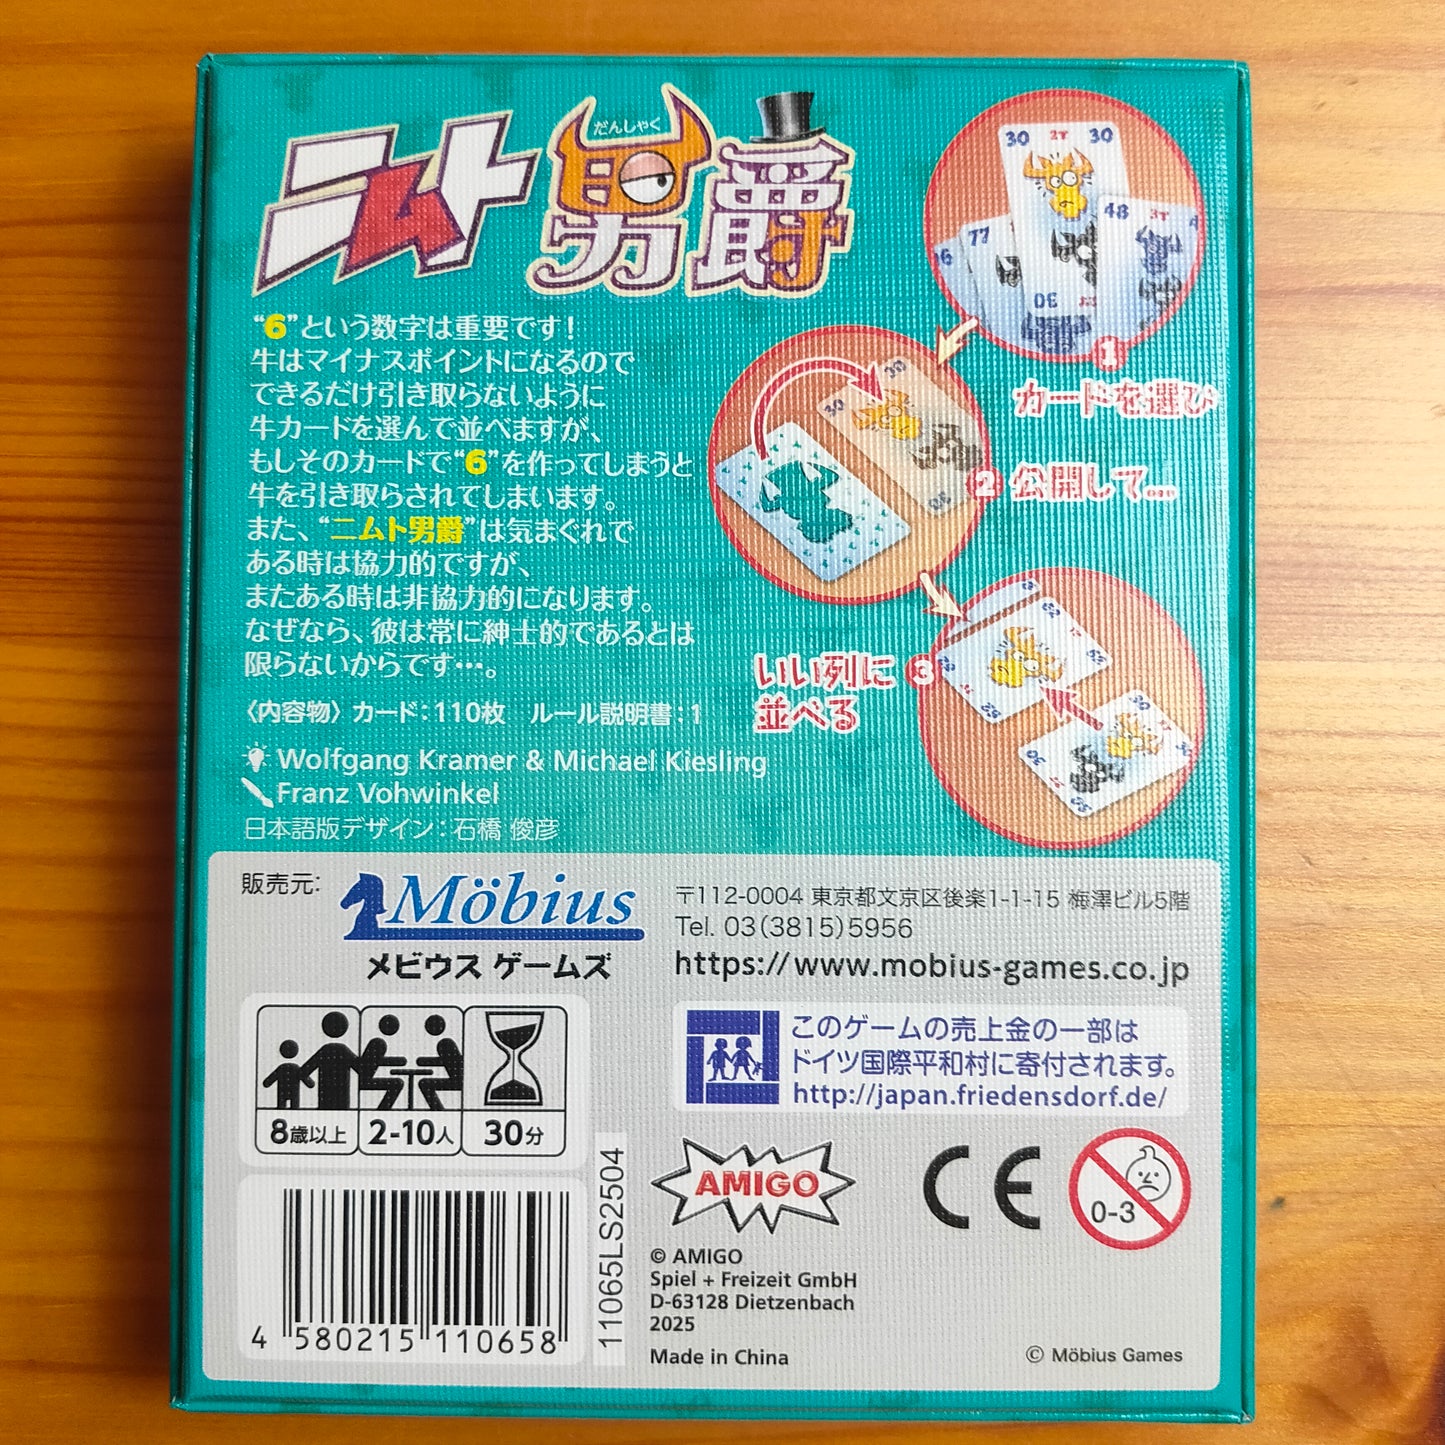 ニムト
だんしゃく
男爵
“6”という数字は重要です！
牛はマイナスポイントになるので
できるだけ引き取らないように
牛カードを選んで並べますが、
もしそのカードで“6”を作ってしまうと
牛を引き取らされてしまいます。
また、“ニムト男爵”は気まぐれで
ある時は協力的ですが、
またある時は非協力的になります。
なぜなら、彼は常に紳士的であるとは
限らないからです…。
〈内容物〉カード：110枚　ルール説明書：1
Wolfgang Kramer & Michael Kiesling
Franz Vohwinkel
日本語版デザイン：石橋 俊彦
30 30
77 48
30
1
カードを選び
30
30
30
2 公開して…
いい列に 3
並べる
62
52
30
30
30
販売元: Möbius
メビウス ゲームズ
〒112-0004 東京都文京区後楽1-1-15 梅澤ビル5階
Tel. 03(3815)5956
https://www.mobius-games.co.jp
8歳以上 2-10人 30分
このゲームの売上金の一部は
ドイツ国際平和村に寄付されます。
http://japan.friedensdorf.de/
4 580215 110658
11065LS2504
AMIGO
CE
0-3
© AMIGO
Spiel + Freizeit GmbH
D-63128 Dietzenbach
2025
Made in China
© Möbius Games